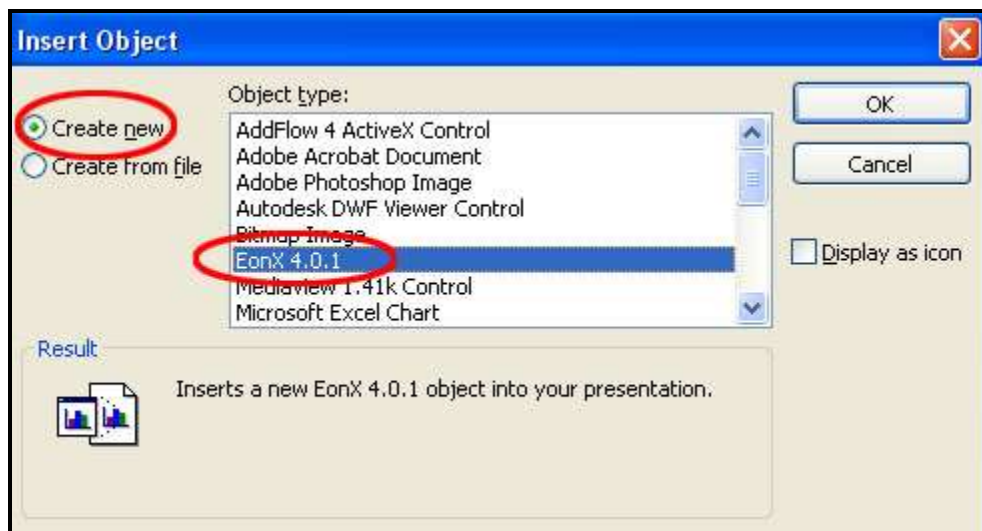 Insert Object
Create new
Create from file
Object type:
AddFlow 4 ActiveX Control
Adobe Acrobat Document
Adobe Photoshop Image
Autodesk DWF Viewer Control
Bitmap Image
EonX 4.0.1
Mediaview 1.41k Control
Microsoft Excel Chart
OK
Cancel
Display as icon
Result
Inserts a new EonX 4.0.1 object into your presentation.